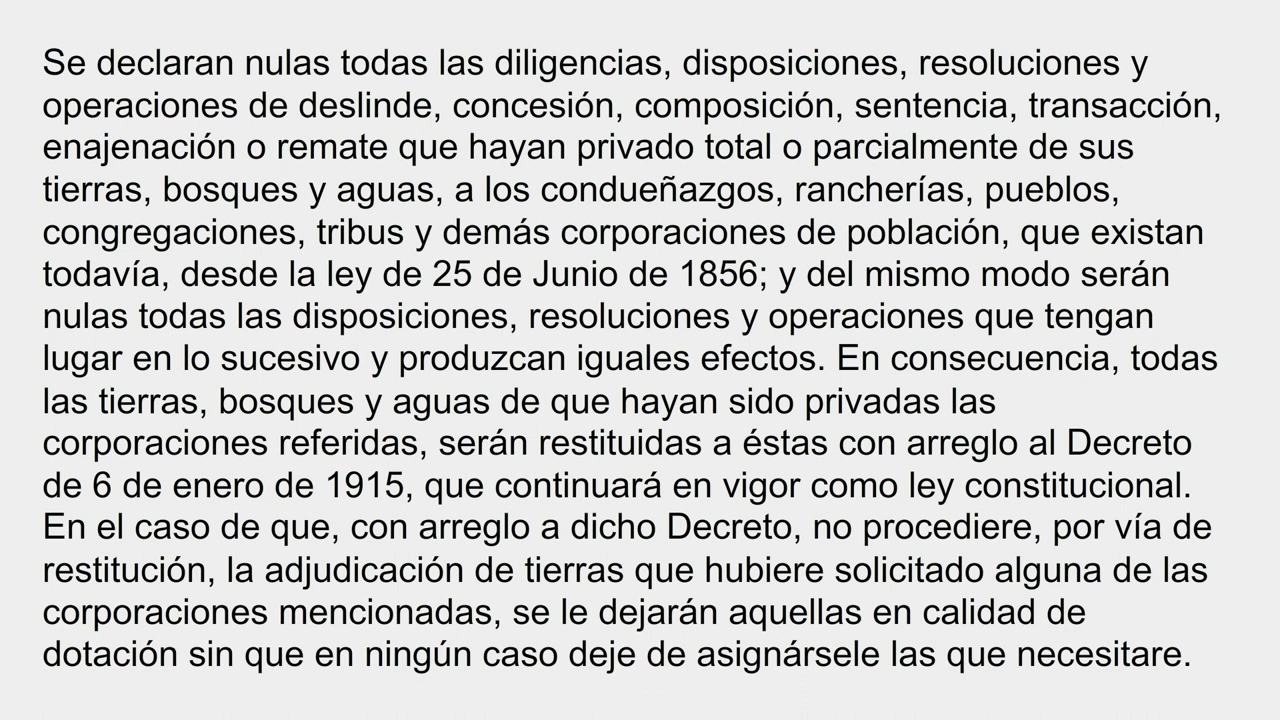 Se declaran nulas todas las diligencias, disposiciones, resoluciones y
operaciones de deslinde, concesión, composición, sentencia, transacción,
enajenación o remate que hayan privado total o parcialmente de sus
tierras, bosques y aguas, a los condueñazgos, rancherías, pueblos,
congregaciones, tribus y demás corporaciones de población, que existan
todavía, desde la ley de 25 de Junio de 1856; y del mismo modo serán
nulas todas las disposiciones, resoluciones y operaciones que tengan
lugar en lo sucesivo y produzcan iguales efectos. En consecuencia, todas
las tierras, bosques y aguas de que hayan sido privadas las
corporaciones referidas, serán restituidas a éstas con arreglo al Decreto
de 6 de enero de 1915, que continuará en vigor como ley constitucional.
En el caso de que, con arreglo a dicho Decreto, no procediere, por vía de
restitución, la adjudicación de tierras que hubiere solicitado alguna de las
corporaciones mencionadas, se le dejarán aquellas en calidad de
dotación sin que en ningún caso deje de asignársele las que necesitare.